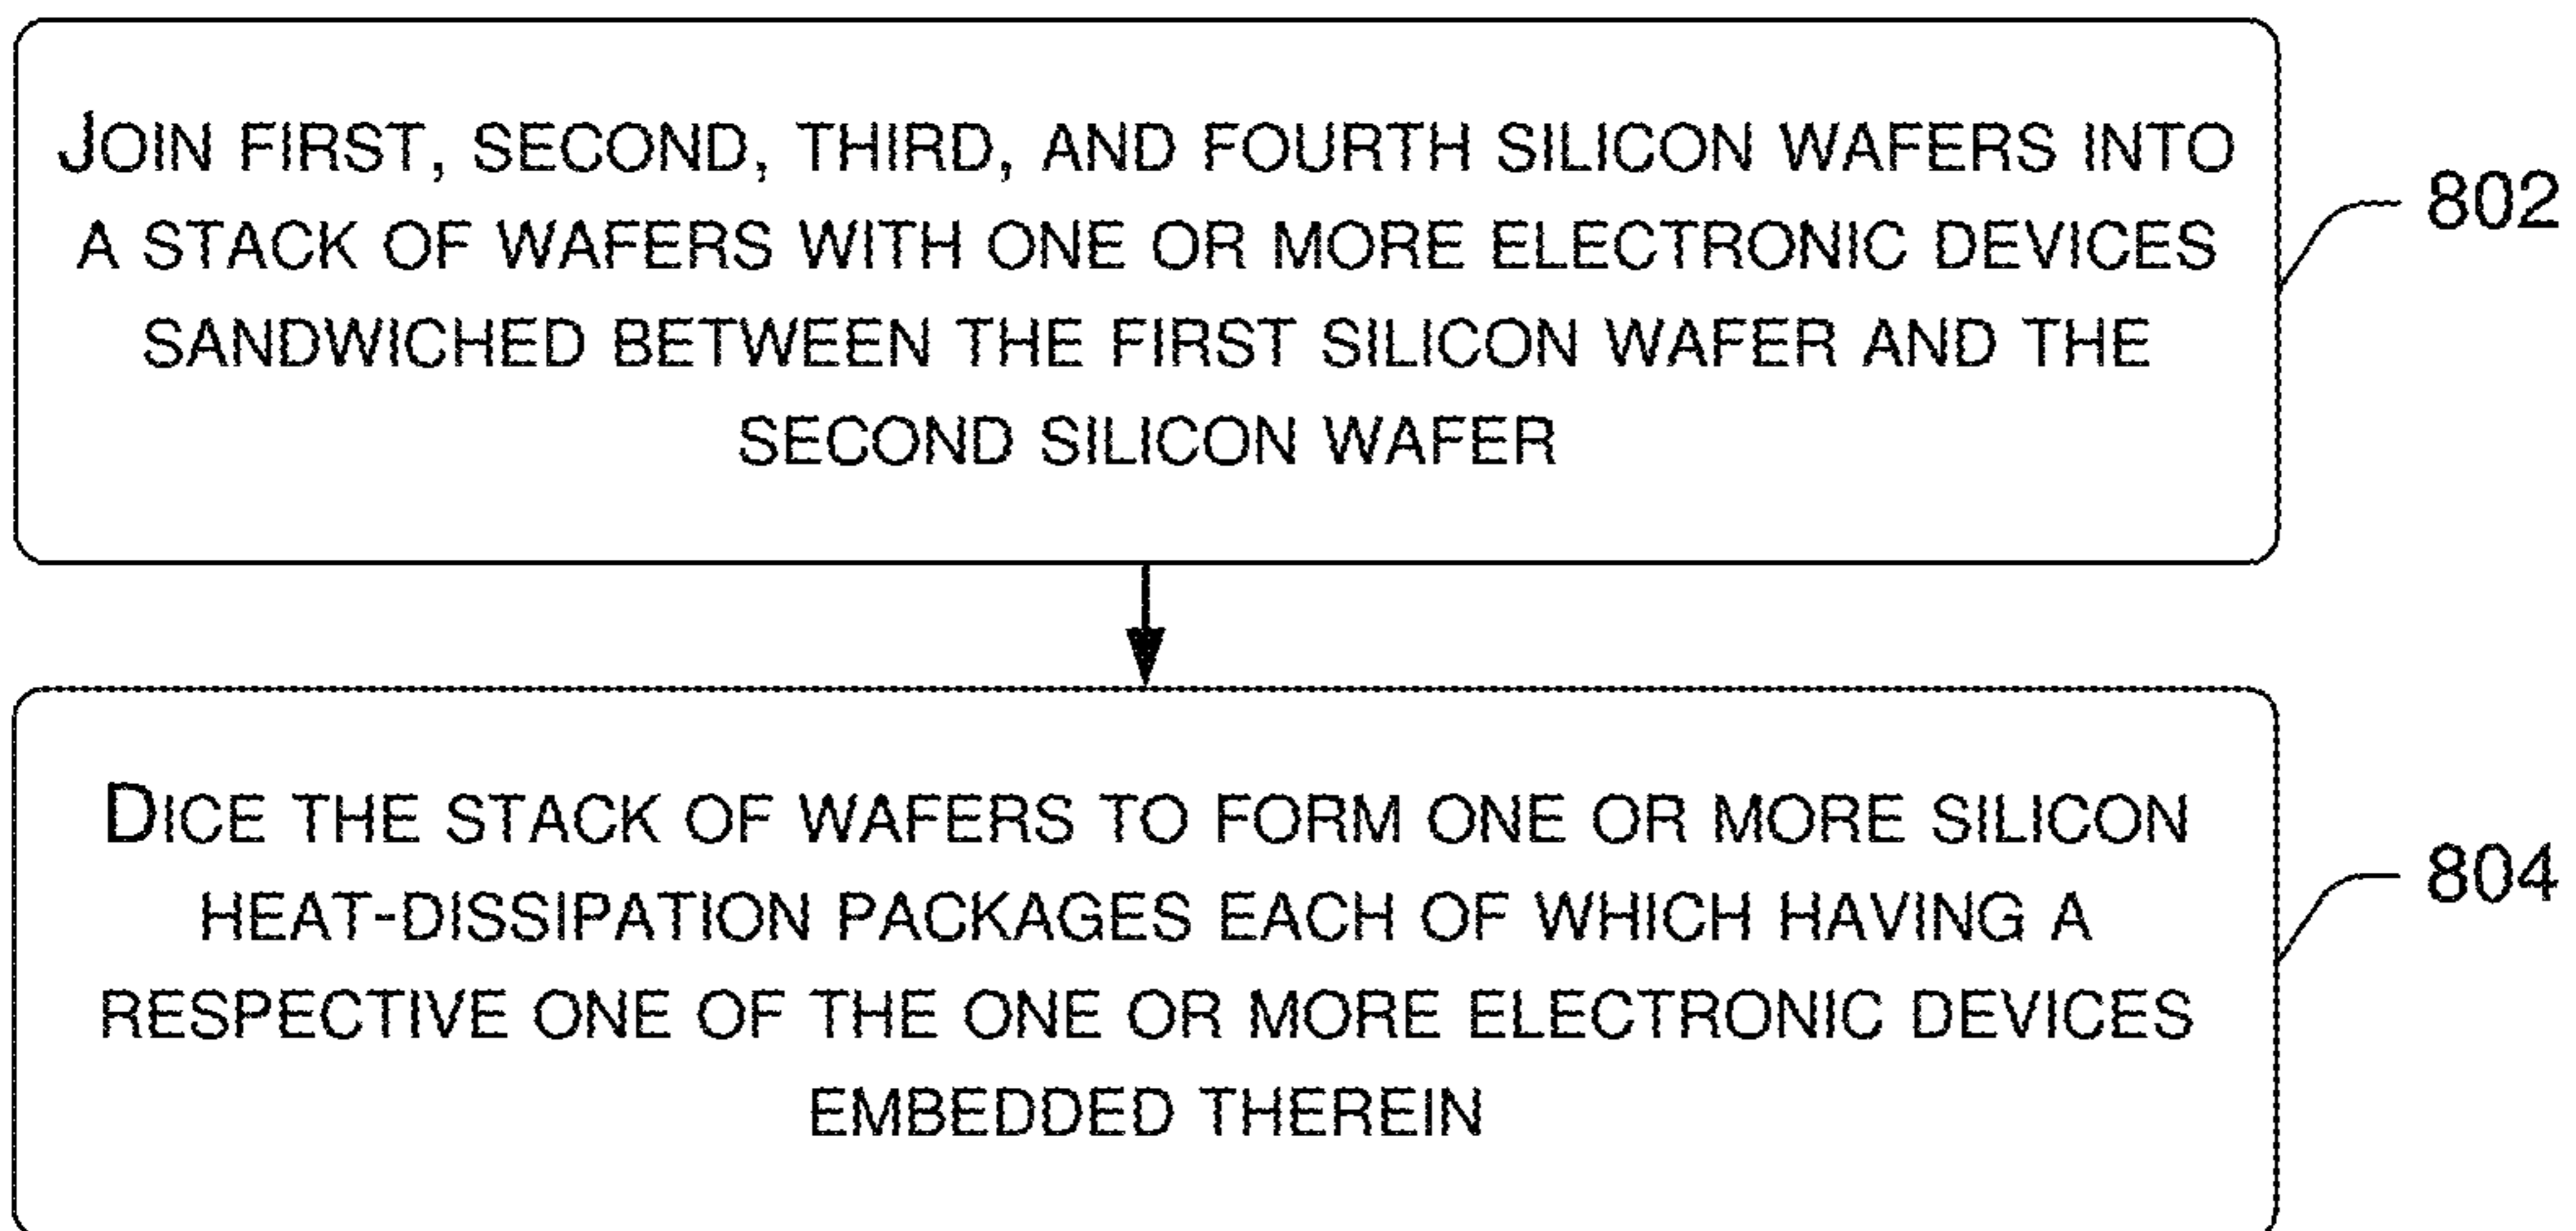 JOIN FIRST, SECOND, THIRD, AND FOURTH SILICON WAFERS INTO
A STACK OF WAFERS WITH ONE OR MORE ELECTRONIC DEVICES
SANDWICHED BETWEEN THE FIRST SILICON WAFER AND THE
SECOND SILICON WAFER
802
DICE THE STACK OF WAFERS TO FORM ONE OR MORE SILICON
HEAT-DISSIPATION PACKAGES EACH OF WHICH HAVING A
RESPECTIVE ONE OF THE ONE OR MORE ELECTRONIC DEVICES
EMBEDDED THEREIN
804